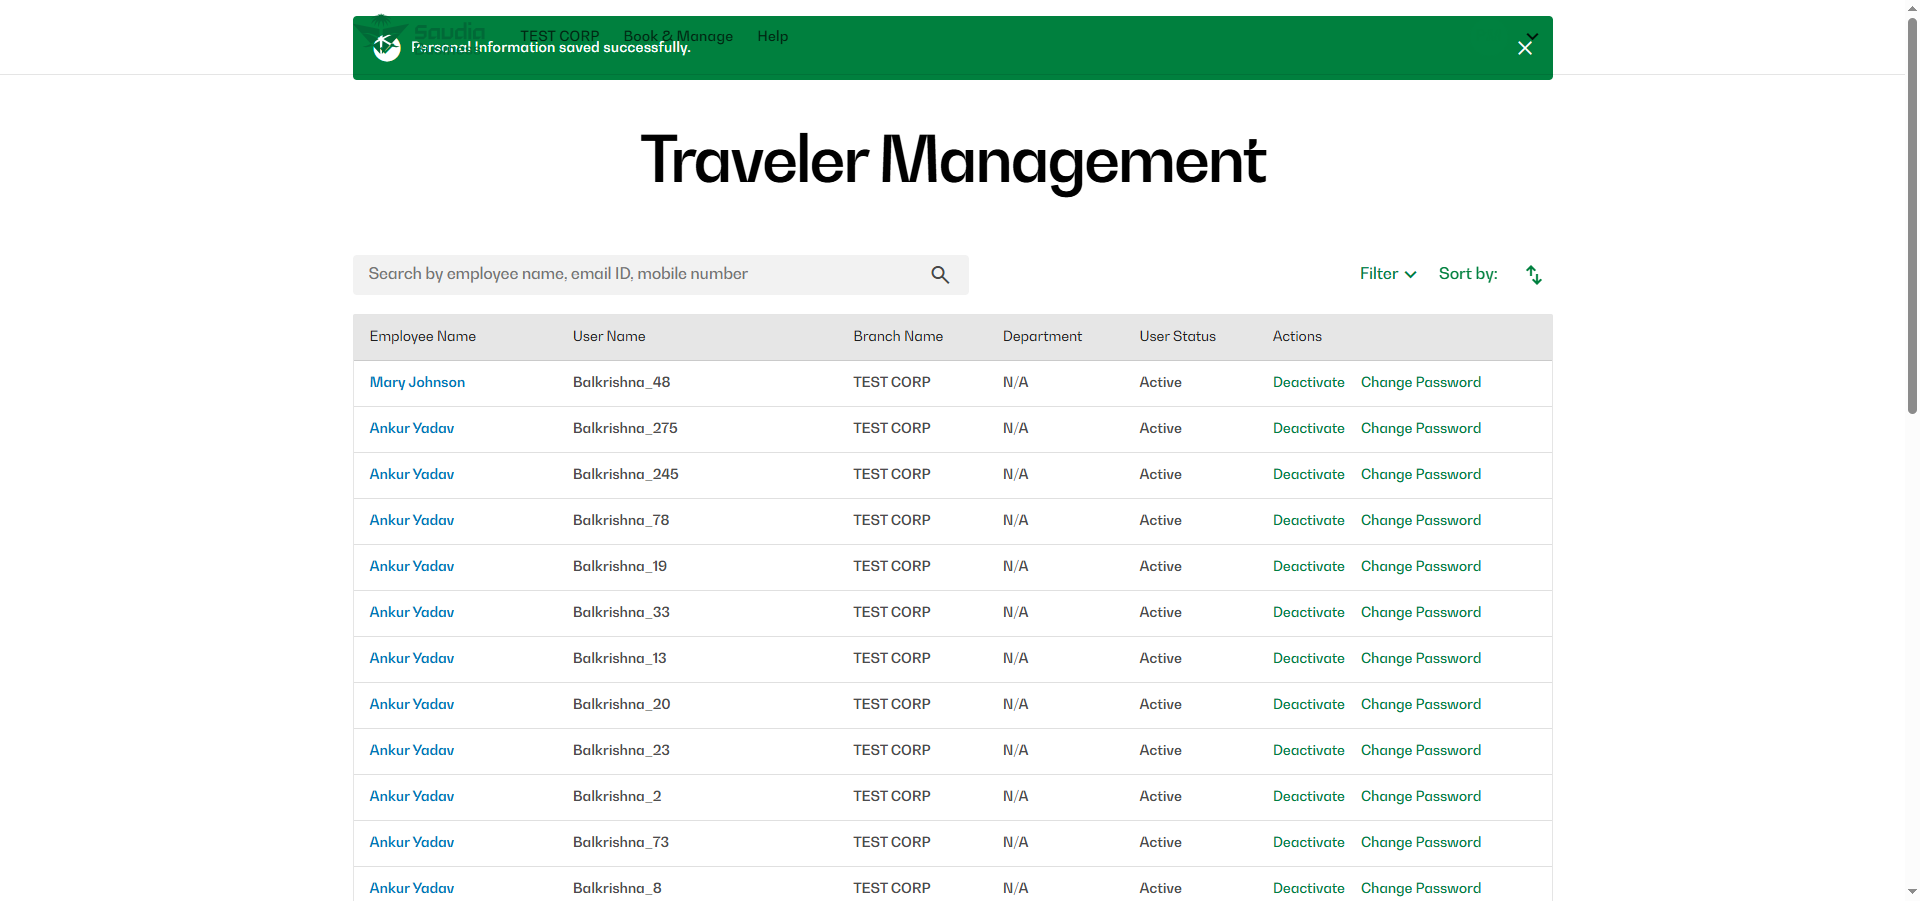 Saudia
TEST CORP Book & Manage Help
Personal Information saved successfully.
Traveler Management
Search by employee name, email ID, mobile number
Filter Sort by:
Employee Name User Name Branch Name Department User Status Actions
Mary Johnson Balkrishna_48 TEST CORP N/A Active Deactivate Change Password
Ankur Yadav Balkrishna_275 TEST CORP N/A Active Deactivate Change Password
Ankur Yadav Balkrishna_245 TEST CORP N/A Active Deactivate Change Password
Ankur Yadav Balkrishna_78 TEST CORP N/A Active Deactivate Change Password
Ankur Yadav Balkrishna_19 TEST CORP N/A Active Deactivate Change Password
Ankur Yadav Balkrishna_33 TEST CORP N/A Active Deactivate Change Password
Ankur Yadav Balkrishna_13 TEST CORP N/A Active Deactivate Change Password
Ankur Yadav Balkrishna_20 TEST CORP N/A Active Deactivate Change Password
Ankur Yadav Balkrishna_23 TEST CORP N/A Active Deactivate Change Password
Ankur Yadav Balkrishna_2 TEST CORP N/A Active Deactivate Change Password
Ankur Yadav Balkrishna_73 TEST CORP N/A Active Deactivate Change Password
Ankur Yadav Balkrishna_8 TEST CORP N/A Active Deactivate Change Password